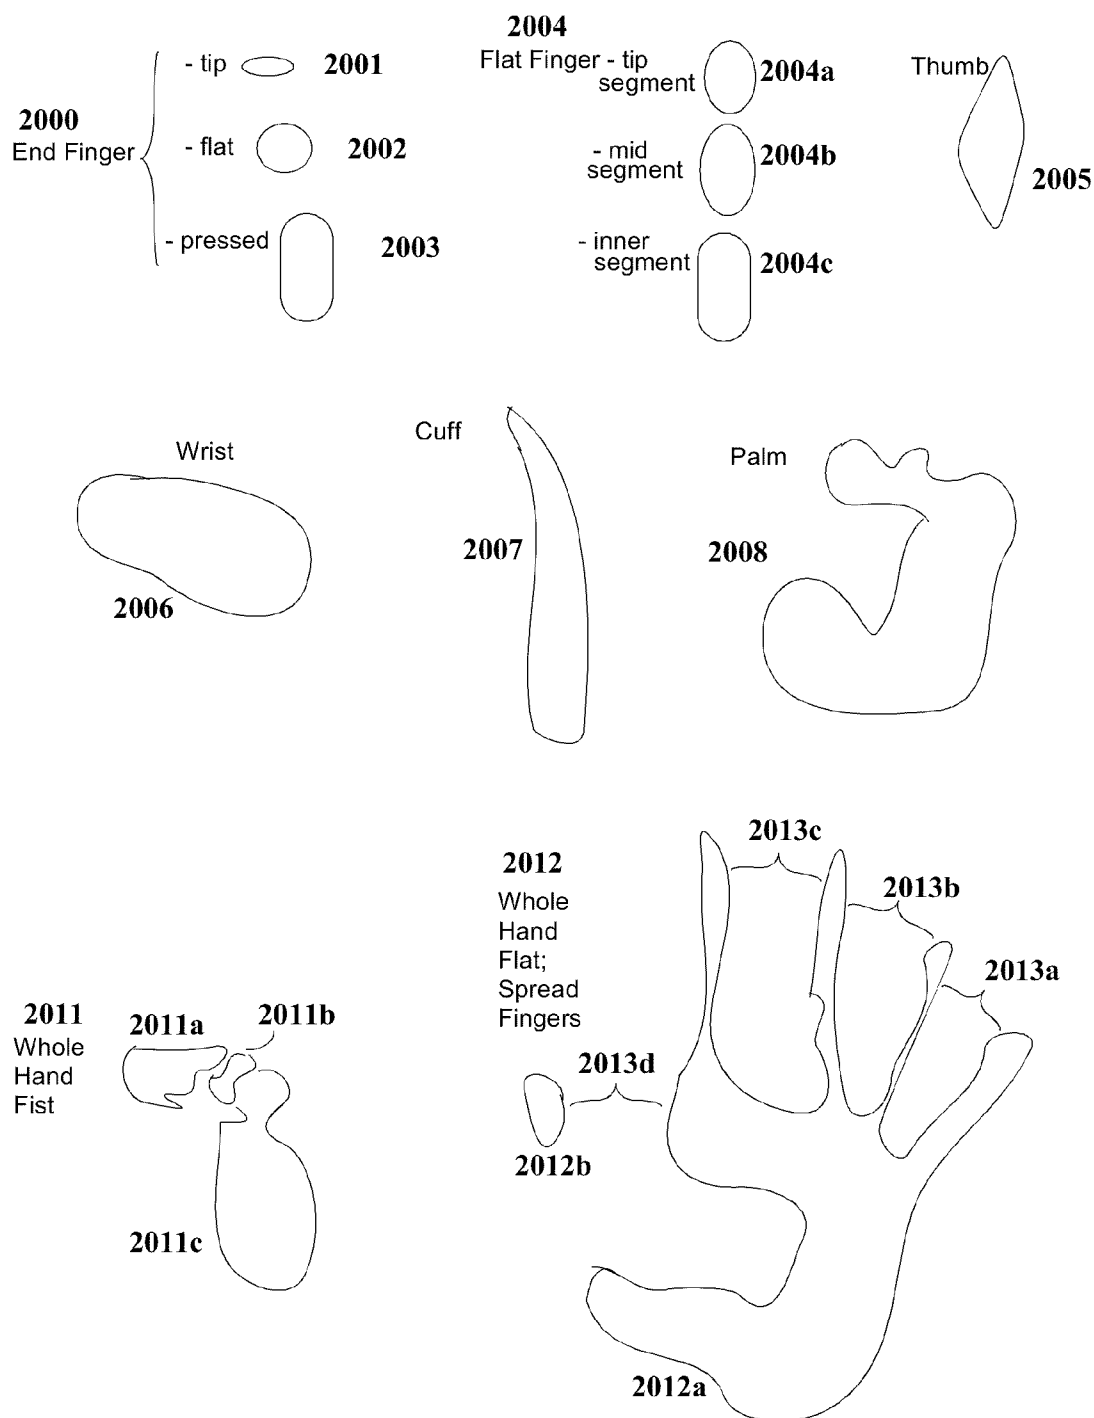 2000
End Finger
- tip
2001
- flat
2002
- pressed
2003
2004
Flat Finger - tip
segment
2004a
- mid
segment
2004b
- inner
segment
2004c
Thumb
2005
Wrist
2006
Cuff
2007
Palm
2008
2011
Whole
Hand
Fist
2011a
2011b
2011c
2012
Whole
Hand
Flat;
Spread
Fingers
2013c
2013b
2013a
2013d
2012b
2012a